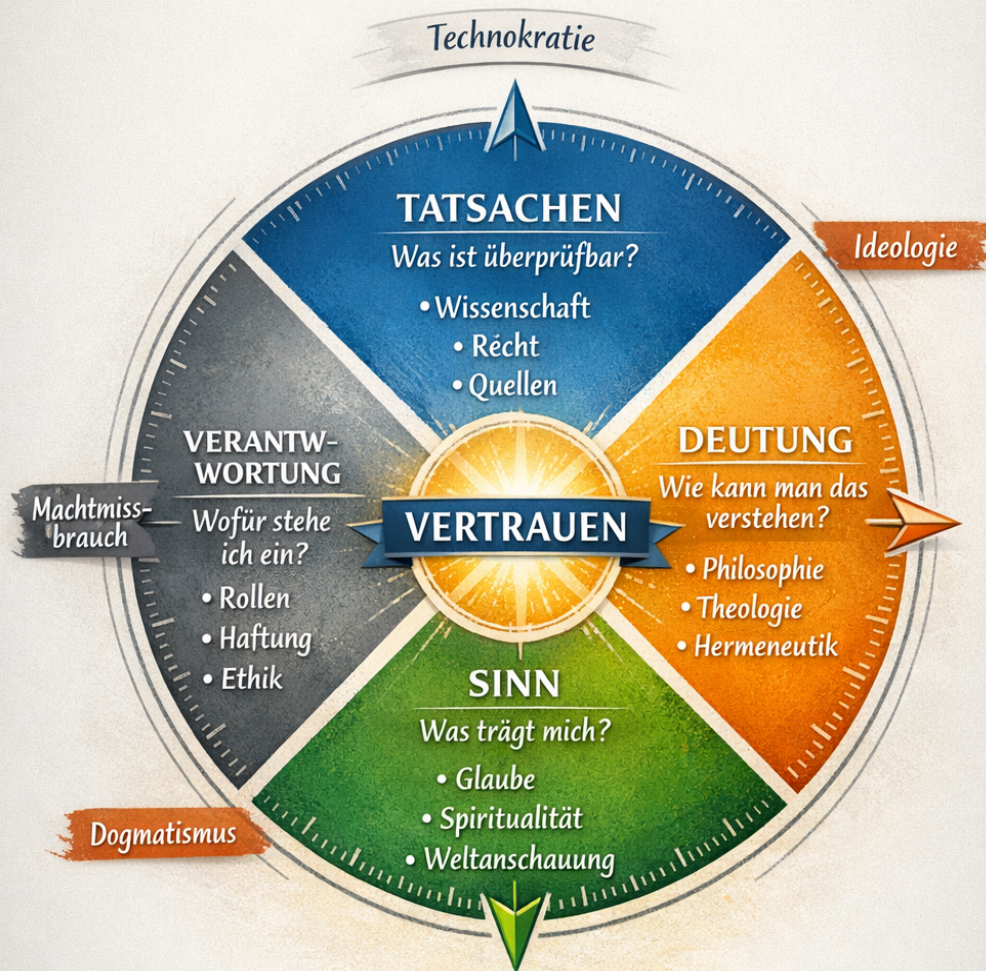 Technokratie
TATSACHEN
Was ist überprüfbar?
• Wissenschaft
• Récht
• Quellen
Ideologie
VERANTW-
WORTUNG
Wofür stehe
ich ein?
• Rollen
• Haftung
• Ethik
Machtmiss-
brauch
VERTRAUEN
DEUTUNG
Wie kann man das
verstehen?
• Philosophie
• Theologie
• Hermeneutik
SINN
Was trägt mich?
• Glaube
• Spiritualität
• Weltanschauung
Dogmatismus